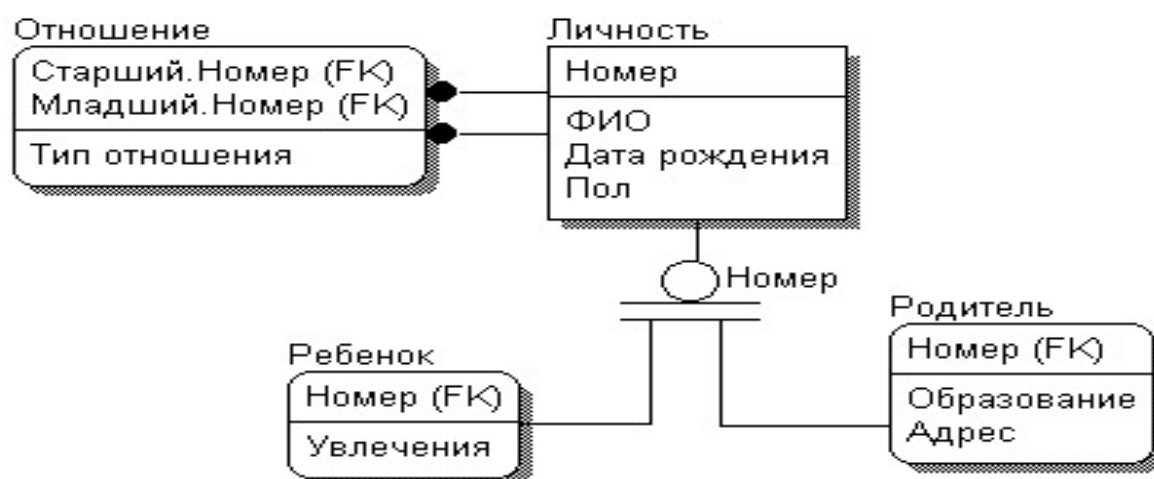 Отношение
Старший.Номер (FK)
Младший.Номер (FK)
Тип отношения
Личность
Номер
ФИО
Дата рождения
Пол
Номер
Ребенок
Номер (FK)
Увлечения
Родитель
Номер (FK)
Образование
Адрес